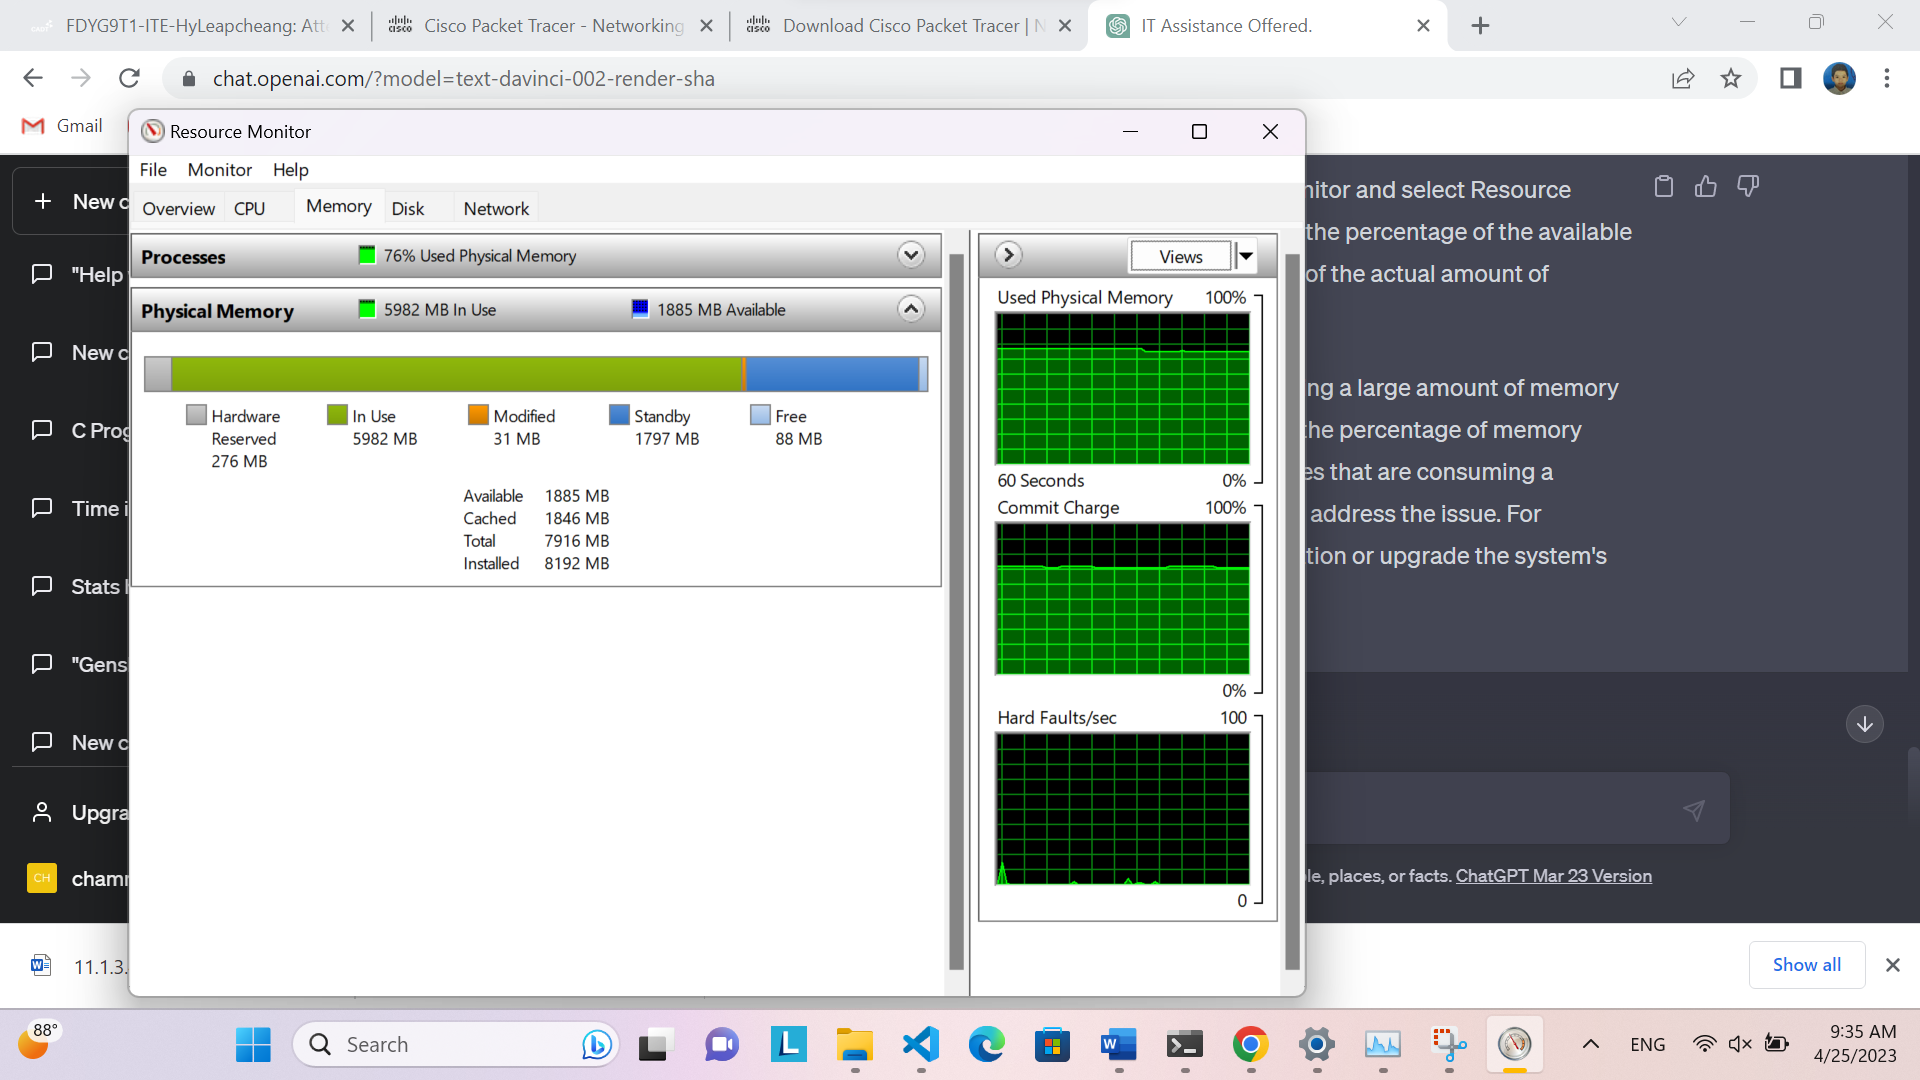 FDYG9T1-ITE-HyLeapcheang: Att
Cisco Packet Tracer - Networking
Download Cisco Packet Tracer | N
IT Assistance Offered.
chat.openai.com/?model=text-davinci-002-render-sha
Gmail
Resource Monitor
File Monitor Help
Overview CPU Memory Disk Network
Processes 76% Used Physical Memory
Physical Memory 5982 MB In Use 1885 MB Available
Hardware Reserved 276 MB
In Use 5982 MB
Modified 31 MB
Standby 1797 MB
Free 88 MB
Available 1885 MB
Cached 1846 MB
Total 7916 MB
Installed 8192 MB
Views
Used Physical Memory 100%
60 Seconds 0%
Commit Charge 100%
0%
Hard Faults/sec 100
0
New c
"Help
New c
C Prog
Time i
Stats
"Gens
New c
Upgra
CH
cham
nitor and select Resource
the percentage of the available
of the actual amount of
ng a large amount of memory
he percentage of memory
es that are consuming a
address the issue. For
tion or upgrade the system's
le, places, or facts. ChatGPT Mar 23 Version
11.1.3.
Show all
88°
Search
ENG
9:35 AM
4/25/2023